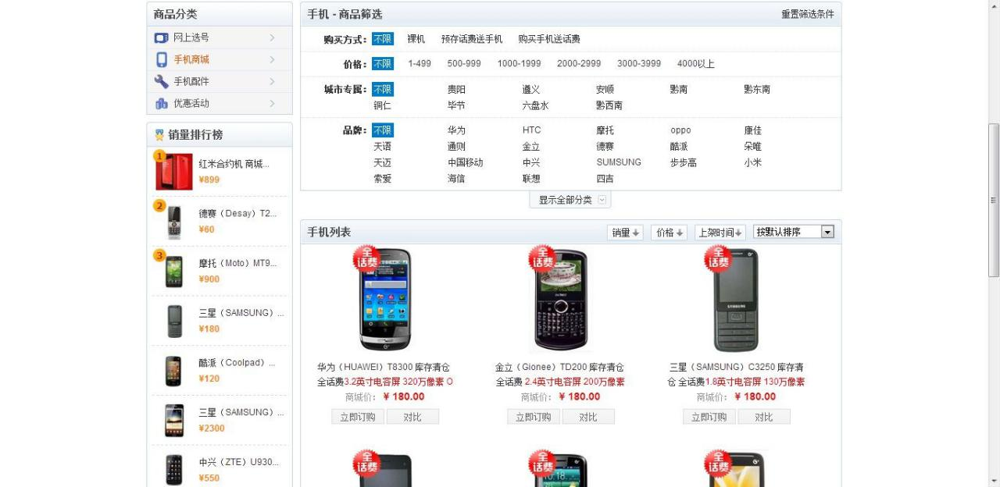 商品分类
网上选号
手机商城
手机配件
优惠活动
销量排行榜
1
红米合约机 商城...
¥899
2
德赛（Desay）T2...
¥60
3
摩托（Moto）MT9...
¥900
三星（SAMSUNG）...
¥180
酷派（Coolpad）...
¥120
三星（SAMSUNG）...
¥2300
中兴（ZTE）U930...
¥550
手机 - 商品筛选 重置筛选条件
购买方式： 不限 裸机 预存话费送手机 购买手机送话费
价格： 不限 1-499 500-999 1000-1999 2000-2999 3000-3999 4000以上
城市专属： 不限 贵阳 遵义 安顺 黔南 黔东南
铜仁 毕节 六盘水 黔西南
品牌： 不限 华为 HTC 摩托 oppo 康佳
天语 通则 金立 德赛 酷派 朵唯
天迈 中国移动 中兴 SUMSUNG 步步高 小米
索爱 海信 联想 四吉
显示全部分类
手机列表 销量 价格 上架时间 按默认排序
全 全 全
话费 话费 话费
华为（HUAWEI）T8300 库存清仓 金立（Gionee）TD200 库存清仓 三星（SAMSUNG）C3250 库存清
全话费3.2英寸电容屏 320万像素 O 全话费 2.4英寸电容屏 200万像素 仓 全话费1.8英寸电容屏 130万像素
商城价： ¥ 180.00 商城价： ¥ 180.00 商城价： ¥ 180.00
立即订购 对比 立即订购 对比 立即订购 对比
全 全 全
话费 话费 话费